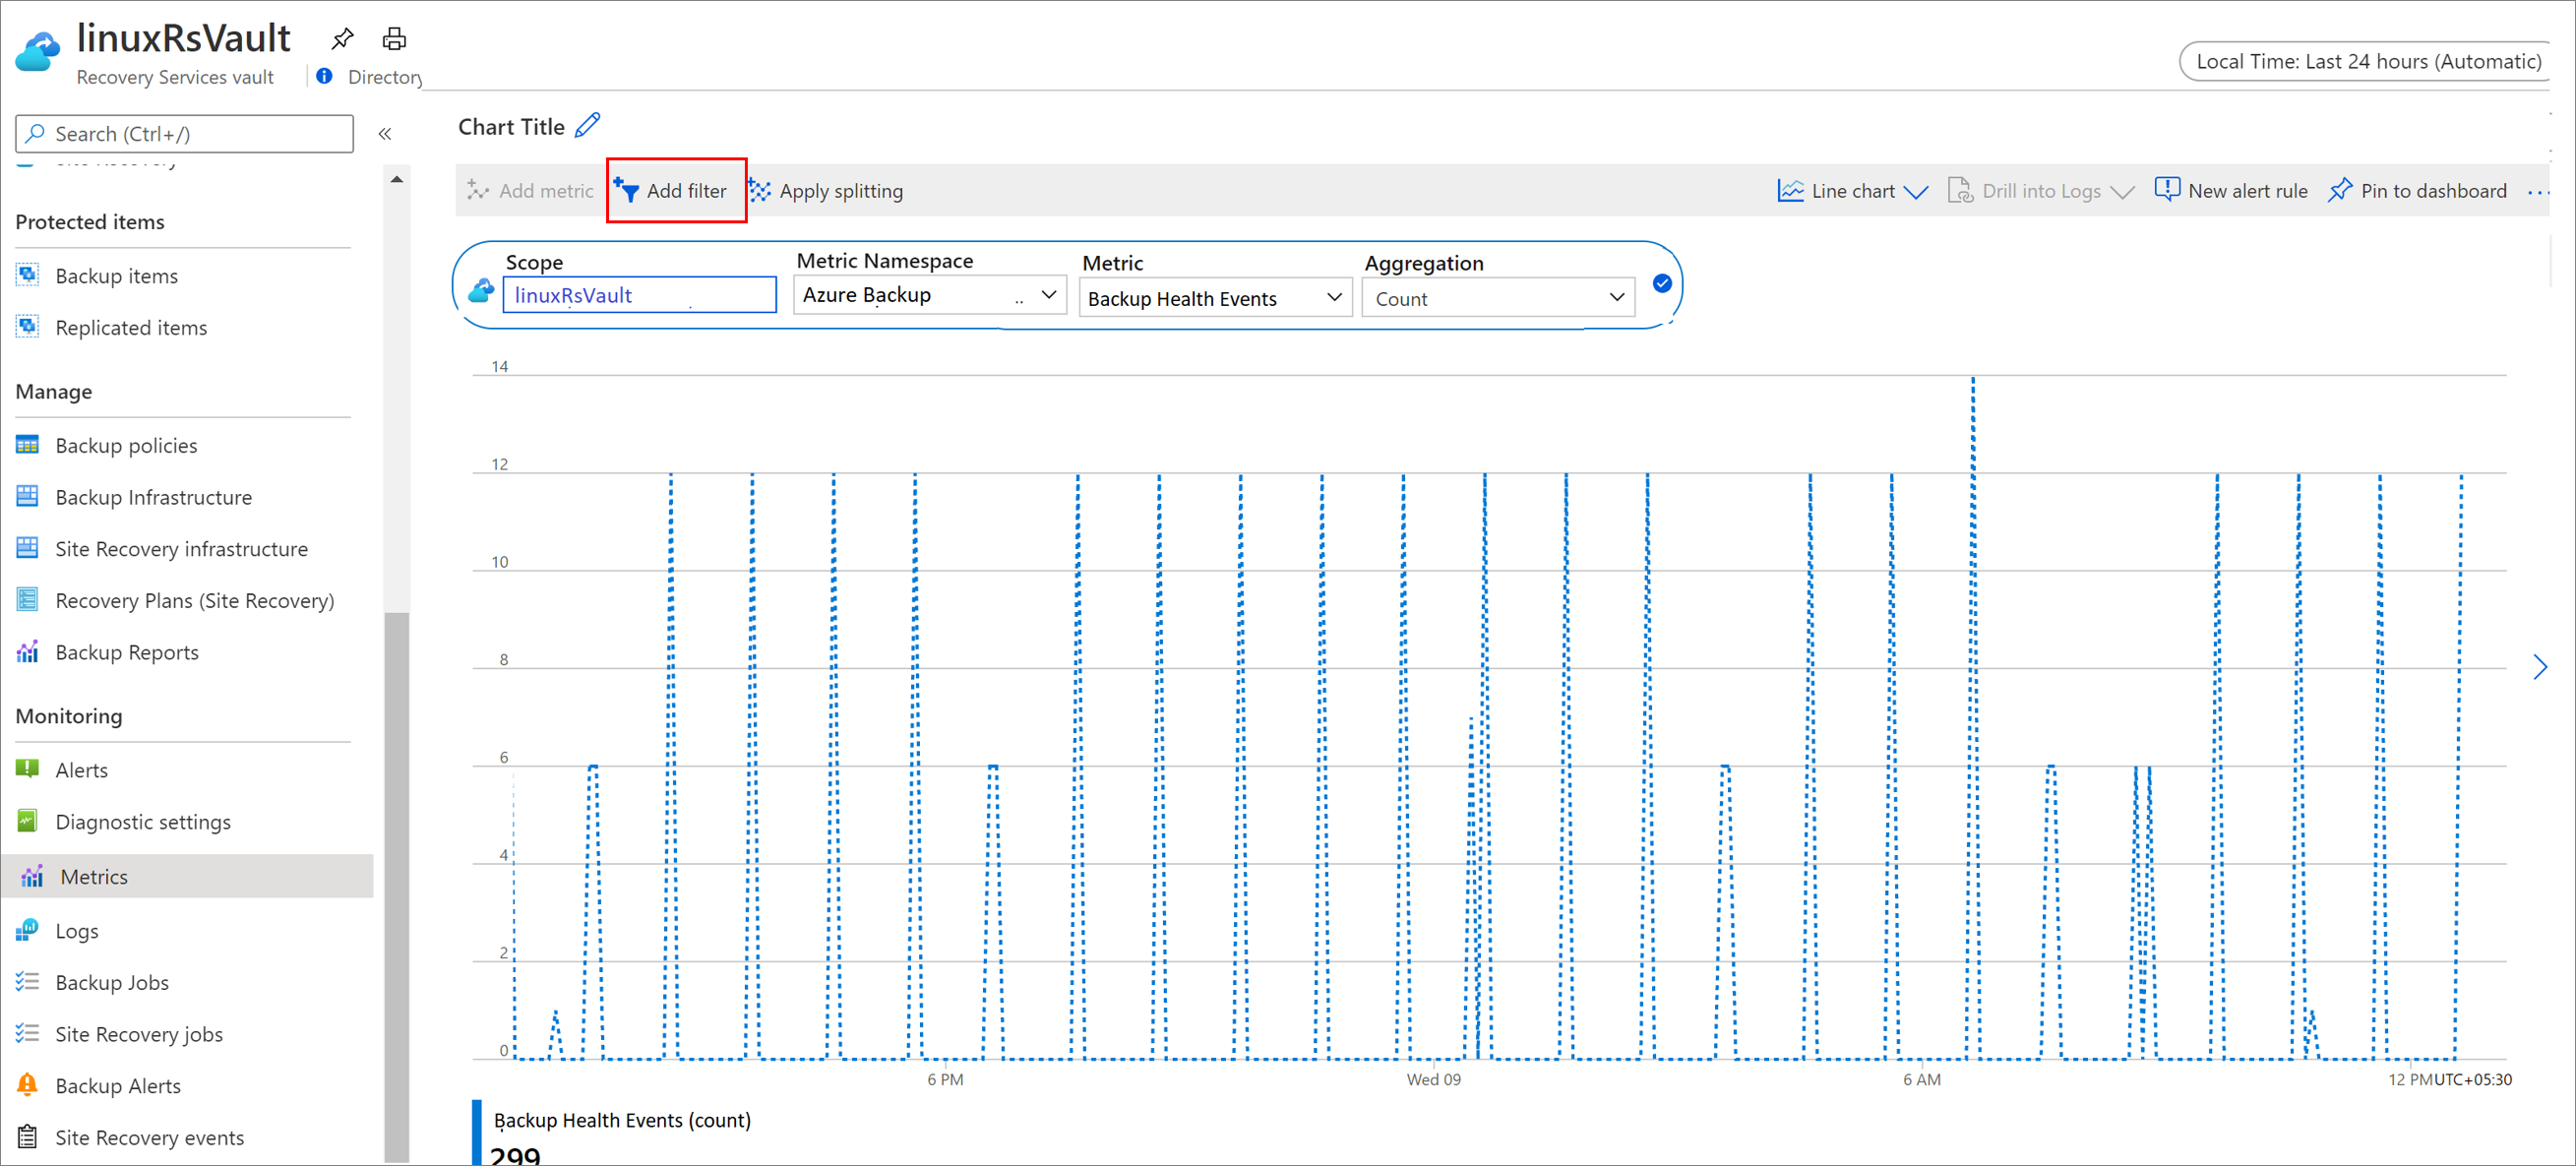 linuxRsVault
Recovery Services vault
Directory
Local Time: Last 24 hours (Automatic)
Search (Ctrl+/)
«
Chart Title
Add metric
Add filter
Apply splitting
Line chart
Drill into Logs
New alert rule
Pin to dashboard
...
Protected items
Backup items
Replicated items
Manage
Backup policies
Backup Infrastructure
Site Recovery infrastructure
Recovery Plans (Site Recovery)
Backup Reports
Monitoring
Alerts
Diagnostic settings
Metrics
Logs
Backup Jobs
Site Recovery jobs
Backup Alerts
Site Recovery events
Scope
linuxRsVault
Metric Namespace
Azure Backup ..
Metric
Backup Health Events
Aggregation
Count
14
12
10
8
6
4
2
0
6 PM
Wed 09
6 AM
12 PM
UTC+05:30
Backup Health Events (count)
299